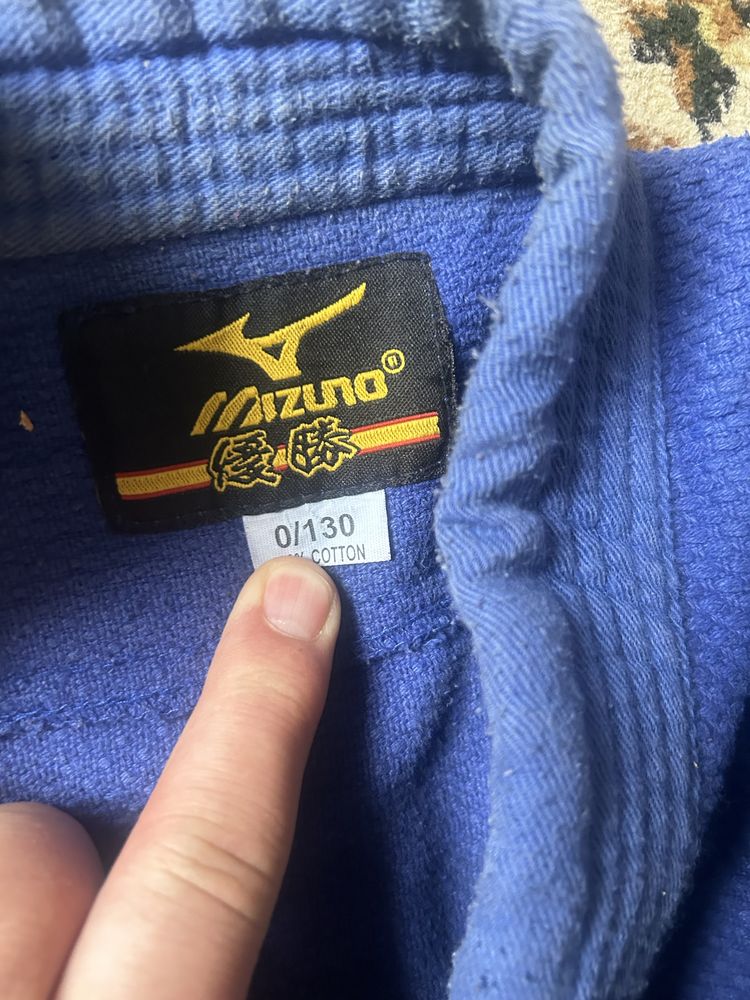 MIZUNO®
優勝
0/130
% COTTON